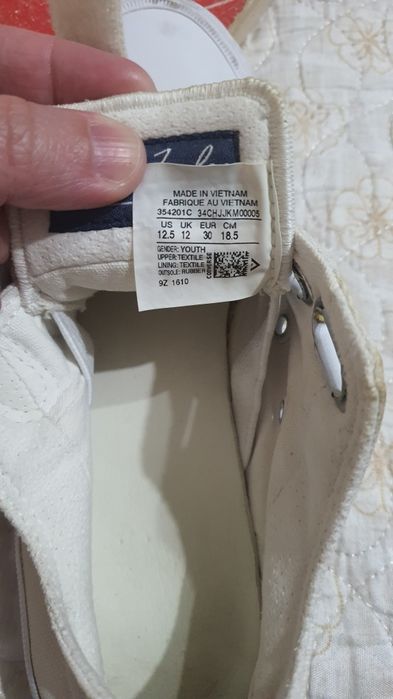 MADE IN VIETNAM
FABRIQUE AU VIETNAM
354201C 34CHJJKM00005
US UK EUR CM
12.5 12 30 18.5
GENDER: YOUTH
UPPER: TEXTILE
LINING: TEXTILE
OUTSOLE: RUBBER
CONVERSE
9Z 1610